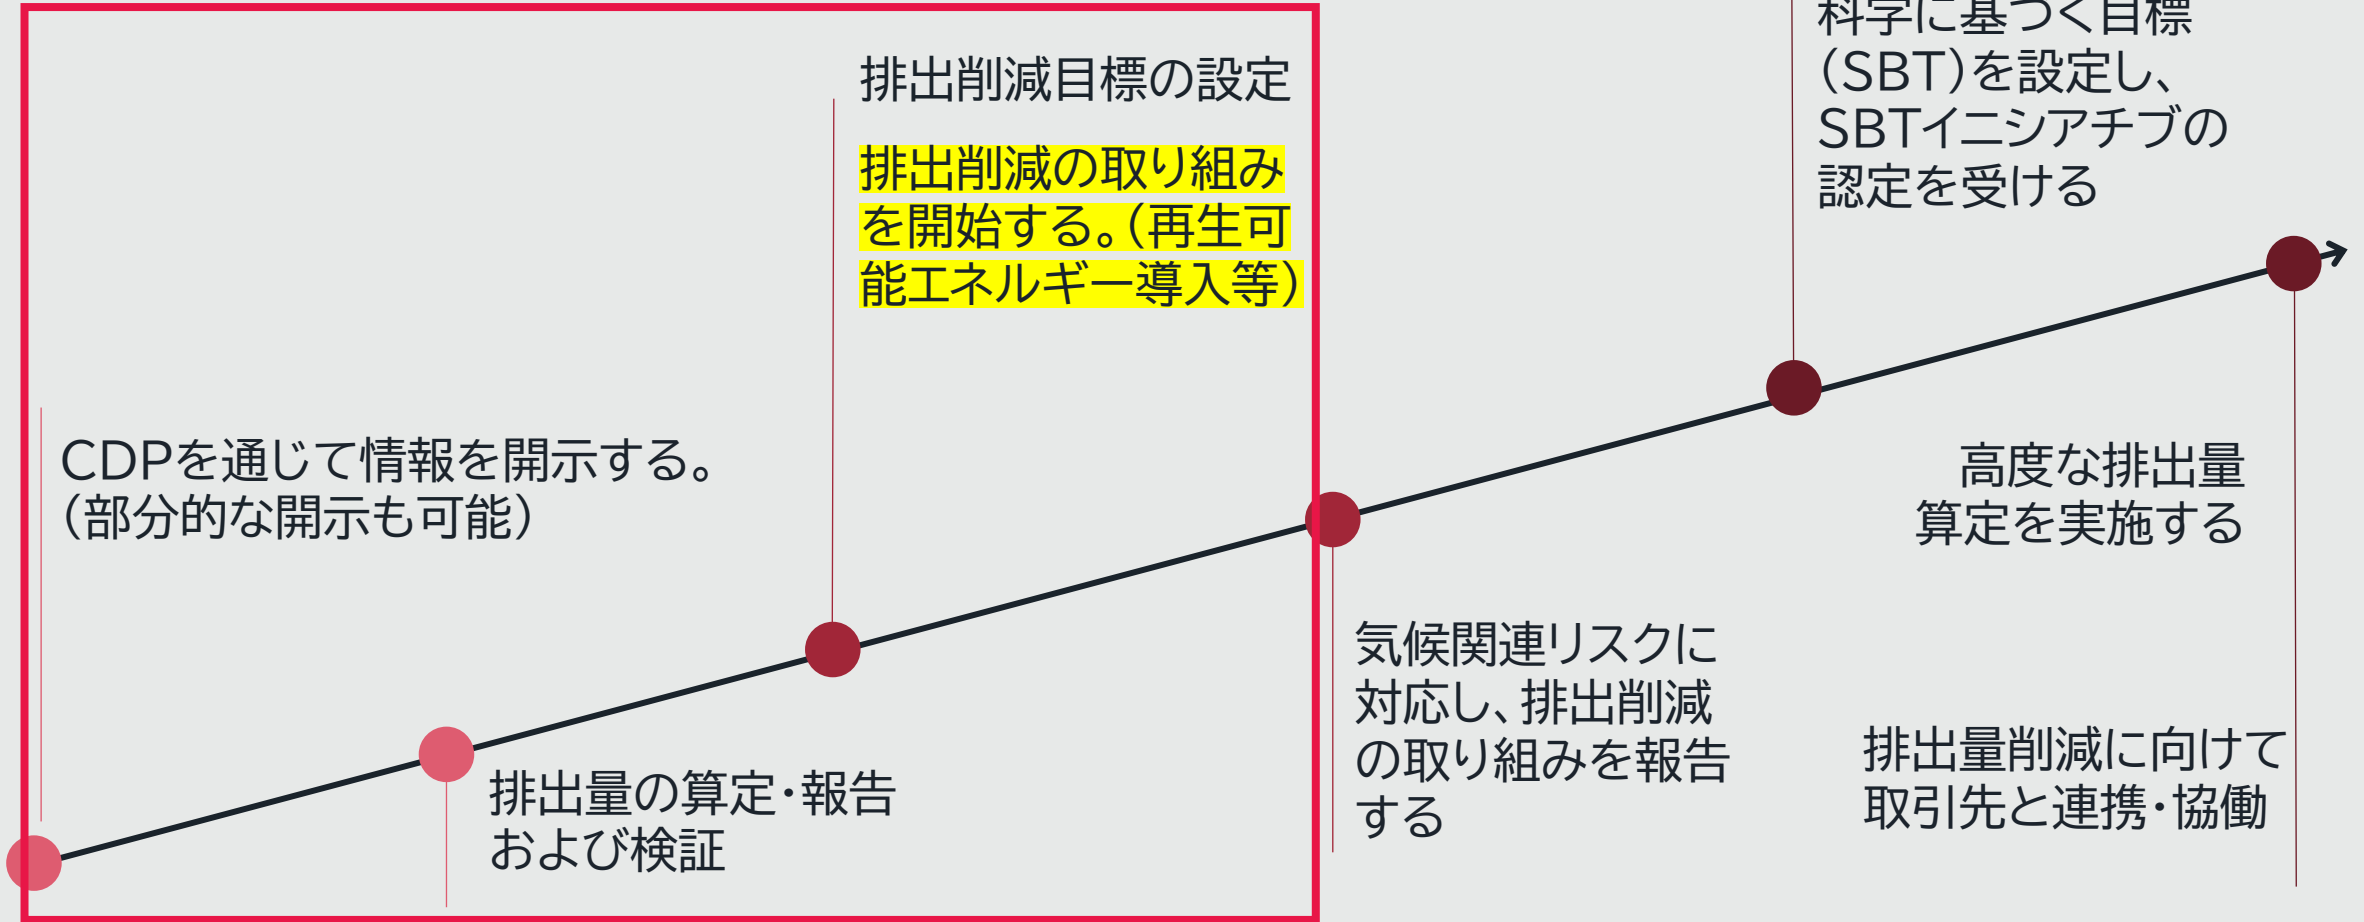 CDPを通じて情報を開示する。
（部分的な開示も可能）
排出量の算定・報告
および検証
排出削減目標の設定
排出削減の取り組み
を開始する。（再生可
能エネルギー導入等）
気候関連リスクに
対応し、排出削減
の取り組みを報告
する
科学に基づく目標
（SBT）を設定し、
SBTイニシアチブの
認定を受ける
高度な排出量
算定を実施する
排出量削減に向けて
取引先と連携・協働